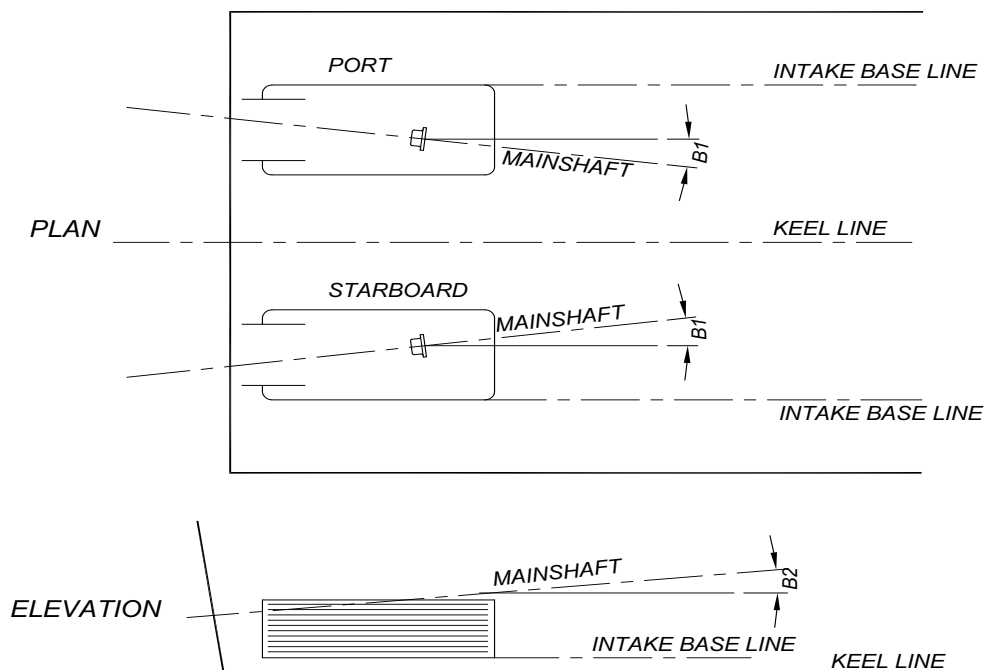 PORT
INTAKE BASE LINE
MAINSHAFT
B1
PLAN
KEEL LINE
STARBOARD
MAINSHAFT
B1
INTAKE BASE LINE
MAINSHAFT
B2
ELEVATION
INTAKE BASE LINE
KEEL LINE